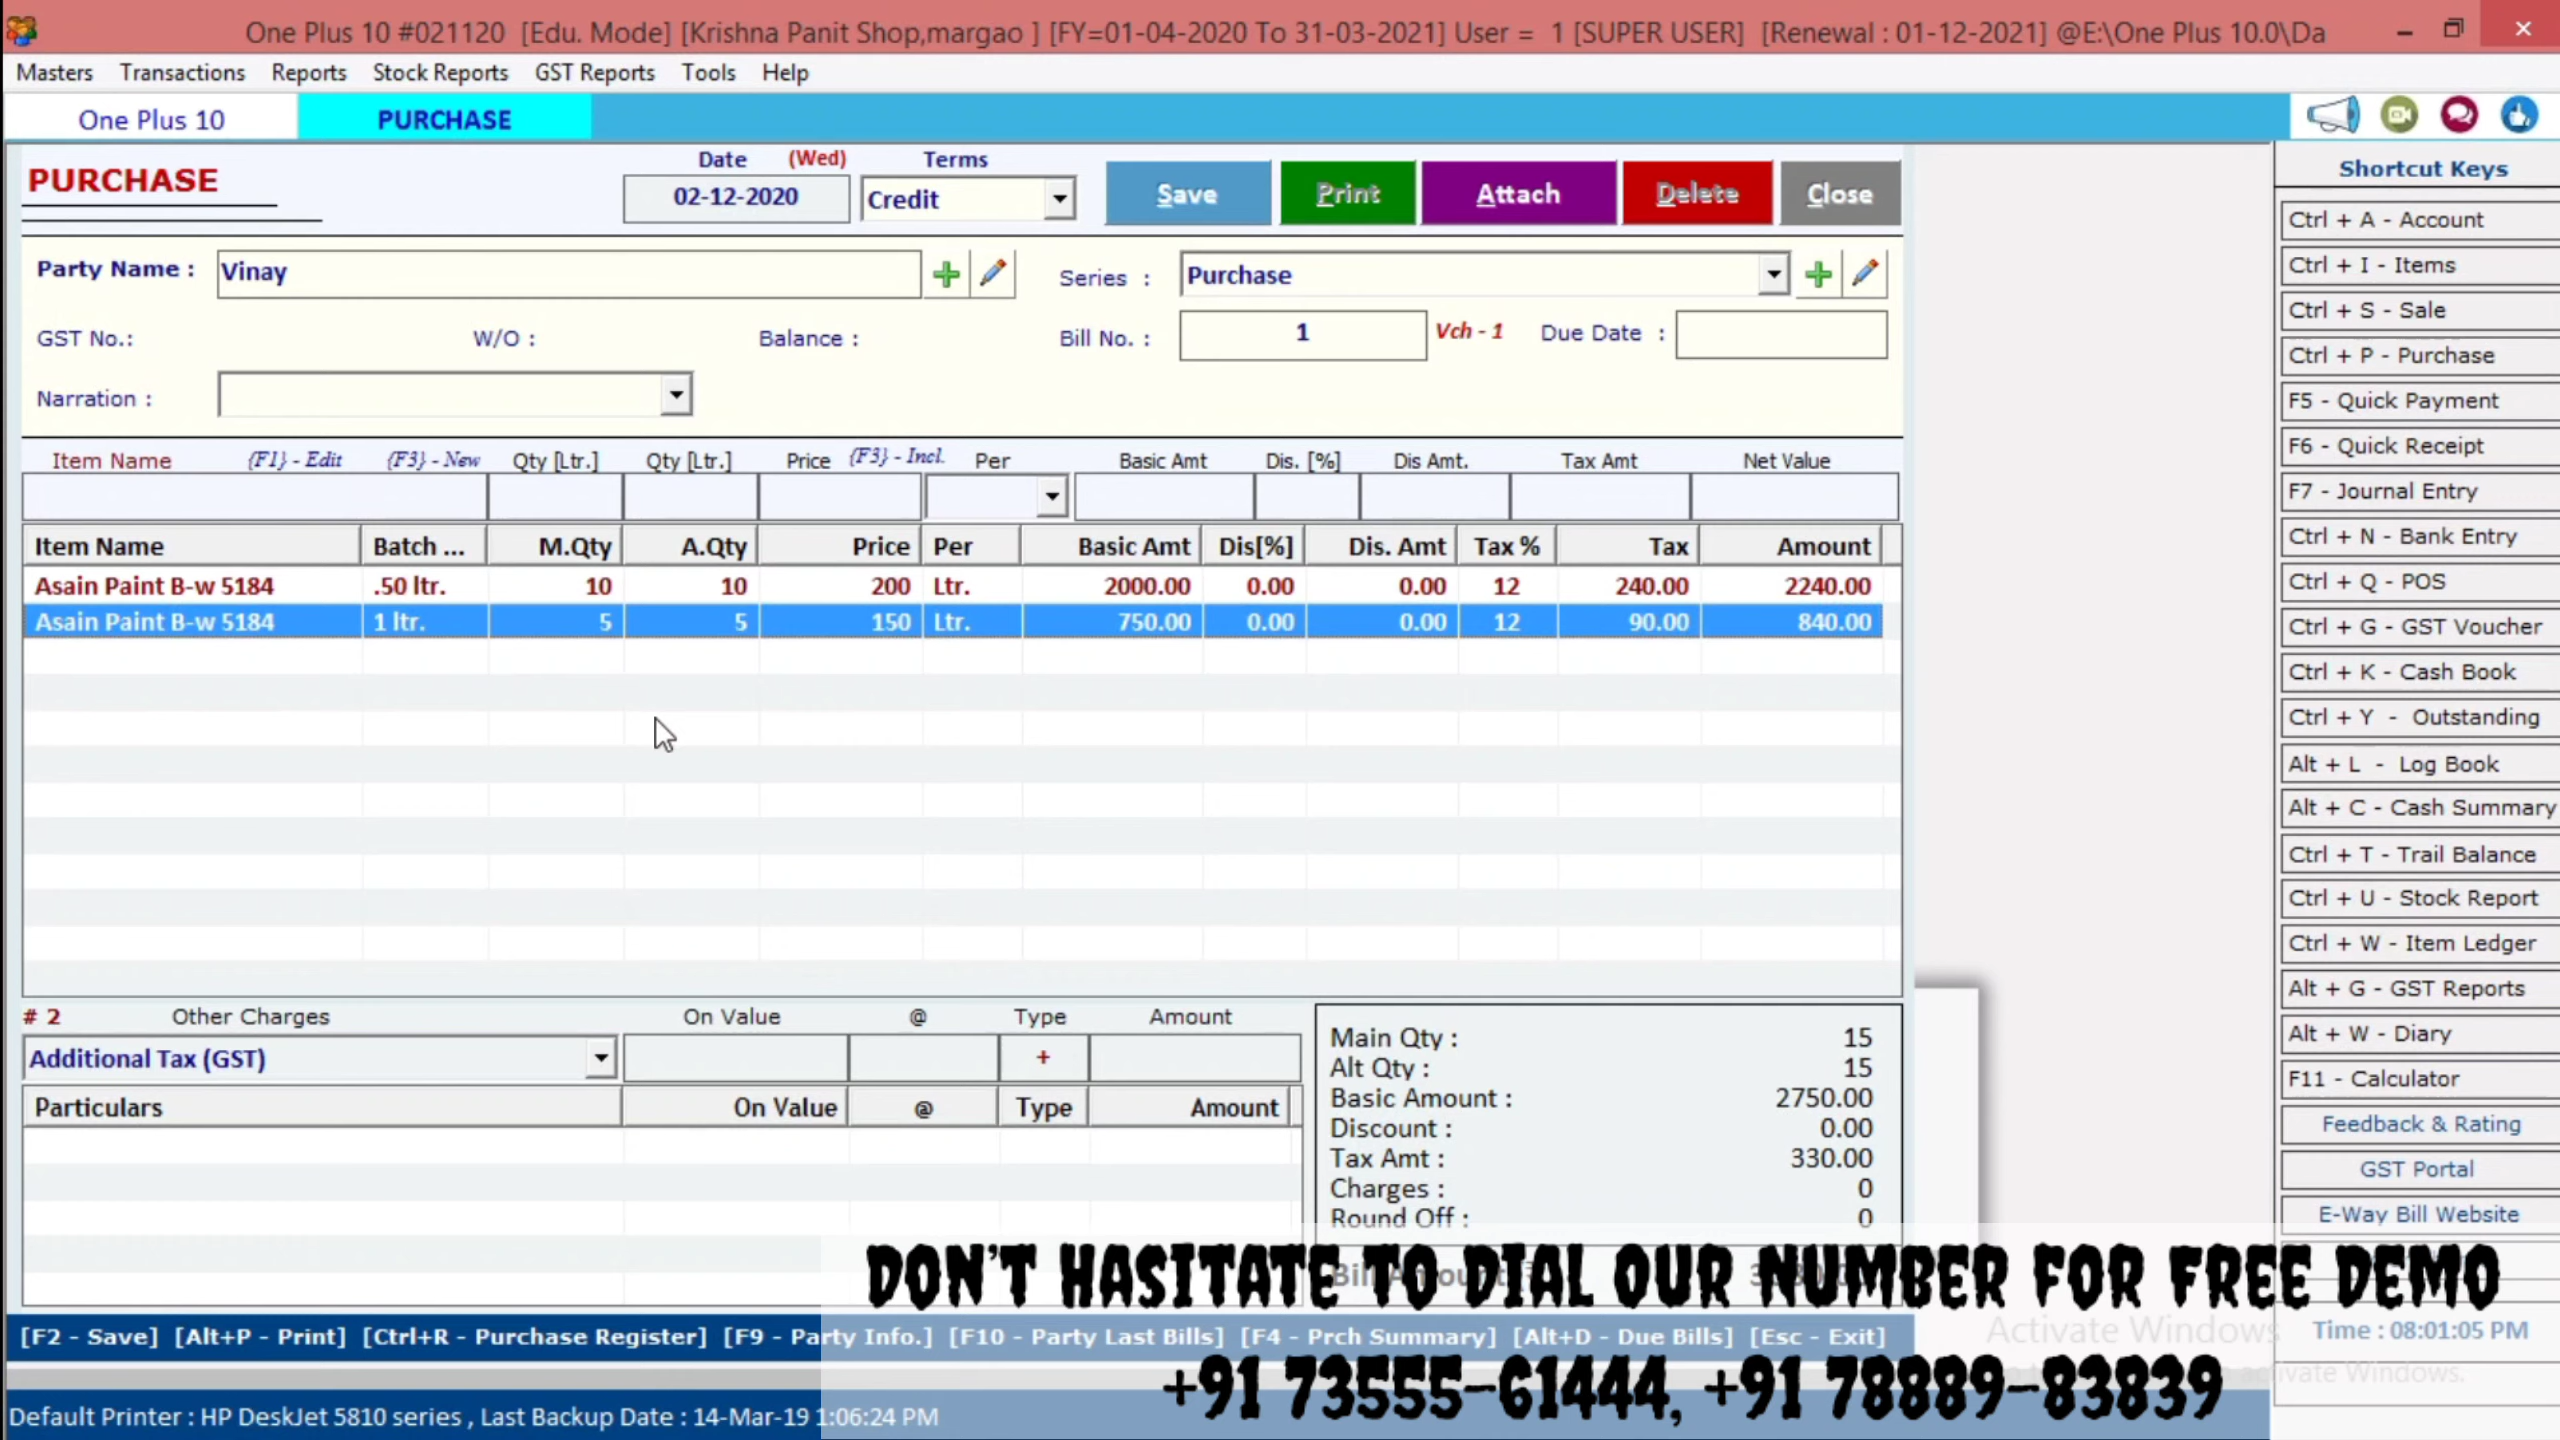 One Plus 10 #021120 [Edu. Mode] [Krishna Panit Shop,margao ] [FY=01-04-2020 To 31-03-2021] User = 1 [SUPER USER] [Renewal : 01-12-2021] @E:\One Plus 10.0\Da
Masters Transactions Reports Stock Reports GST Reports Tools Help
One Plus 10 PURCHASE
PURCHASE
Date (Wed) Terms
02-12-2020 Credit
Save Print Attach Delete Close
Party Name : Vinay Series : Purchase
GST No.: W/O : Balance : Bill No. : 1 Vch - 1 Due Date :
Narration :
Item Name {F1} - Edit {F3} - New Qty [Ltr.] Qty [Ltr.] Price {F3} - Incl. Per Basic Amt Dis. [%] Dis Amt. Tax Amt Net Value
Item Name Batch ... M.Qty A.Qty Price Per Basic Amt Dis[%] Dis. Amt Tax % Tax Amount
Asain Paint B-w 5184 .50 ltr. 10 10 200 Ltr. 2000.00 0.00 0.00 12 240.00 2240.00
Asain Paint B-w 5184 1 ltr. 5 5 150 Ltr. 750.00 0.00 0.00 12 90.00 840.00
# 2 Other Charges On Value @ Type Amount
Additional Tax (GST) +
Particulars On Value @ Type Amount
Main Qty : 15
Alt Qty : 15
Basic Amount : 2750.00
Discount : 0.00
Tax Amt : 330.00
Charges : 0
Round Off : 0
Bill Amount
Shortcut Keys
Ctrl + A - Account
Ctrl + I - Items
Ctrl + S - Sale
Ctrl + P - Purchase
F5 - Quick Payment
F6 - Quick Receipt
F7 - Journal Entry
Ctrl + N - Bank Entry
Ctrl + Q - POS
Ctrl + G - GST Voucher
Ctrl + K - Cash Book
Ctrl + Y - Outstanding
Alt + L - Log Book
Alt + C - Cash Summary
Ctrl + T - Trail Balance
Ctrl + U - Stock Report
Ctrl + W - Item Ledger
Alt + G - GST Reports
Alt + W - Diary
F11 - Calculator
Feedback & Rating
GST Portal
E-Way Bill Website
DON'T HASITATE TO DIAL OUR NUMBER FOR FREE DEMO
[F2 - Save] [Alt+P - Print] [Ctrl+R - Purchase Register] [F9 - Party Info.] [F10 - Party Last Bills] [F4 - Prch Summary] [Alt+D - Due Bills] [Esc - Exit]
Activate Windows
Time : 08:01:05 PM
+91 73555-61444, +91 78889-83839
activate Windows.
Default Printer : HP DeskJet 5810 series , Last Backup Date : 14-Mar-19 1:06:24 PM